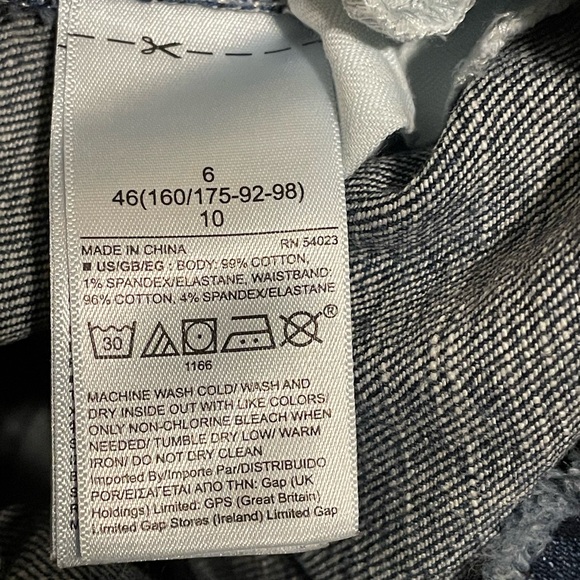 6
46(160/175-92-98)
10
MADE IN CHINA RN 54023
US/GB/EG : BODY: 99% COTTON,
1% SPANDEX/ELASTANE, WAISTBAND:
96% COTTON, 4% SPANDEX/ELASTANE
30 ®
1166
MACHINE WASH COLD/ WASH AND
DRY INSIDE OUT WITH LIKE COLORS/
ONLY NON-CHLORINE BLEACH WHEN
NEEDED/ TUMBLE DRY LOW/ WARM
IRON/ DO NOT DRY CLEAN
Imported By/Importe Par/DISTRIBUIDO
POR/ΕΙΣΑΓΕΤΑΙ ΑΠΟ ΤΗΝ: Gap (UK
Holdings) Limited: GPS (Great Britain)
Limited Gap Stores (Ireland) Limited Gap